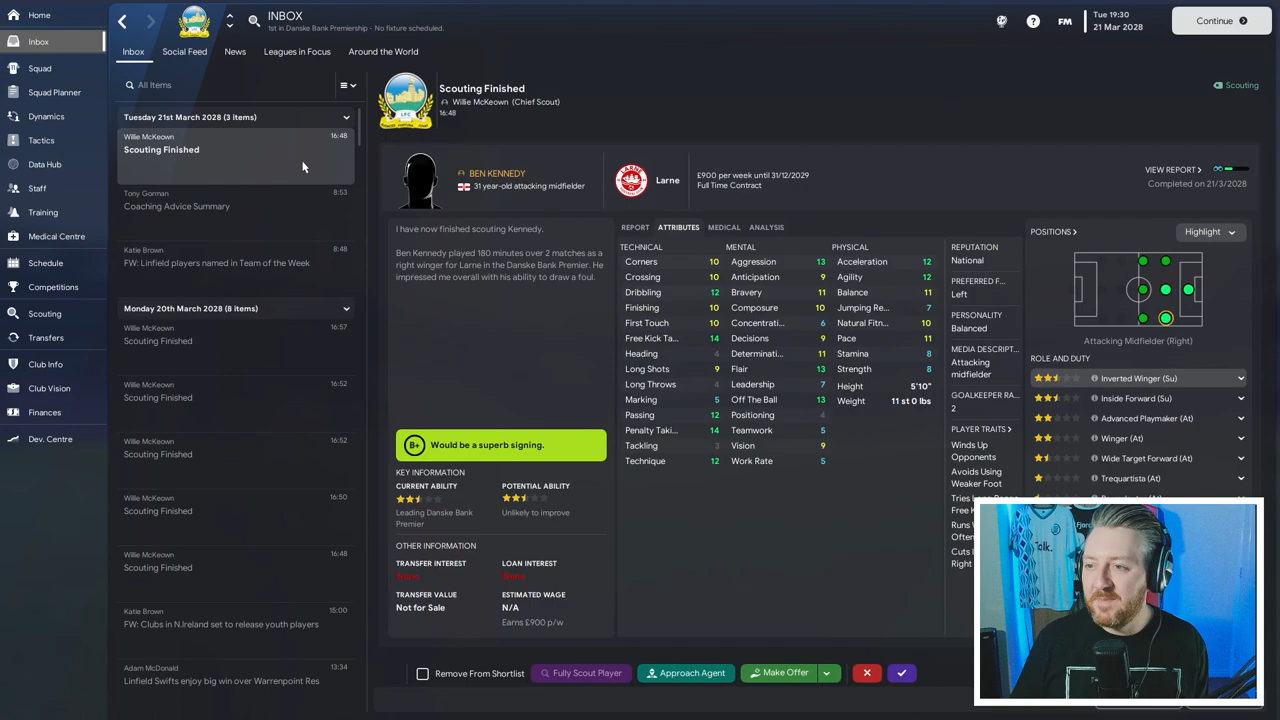 Home
Inbox
Squad
Squad Planner
Dynamics
Tactics
Data Hub
Staff
Training
Medical Centre
Schedule
Competitions
Scouting
Transfers
Club Info
Club Vision
Finances
Dev. Centre
INBOX
1st in Danske Bank Premiership - No fixture scheduled.
FM
Tue 19:30
21 Mar 2028
Continue
Inbox
Social Feed
News
Leagues in Focus
Around the World
All Items
Tuesday 21st March 2028 (3 items)
Willie McKeown 16:48
Scouting Finished
Tony Gorman 8:53
Coaching Advice Summary
Katie Brown 8:48
FW: Linfield players named in Team of the Week
Monday 20th March 2028 (8 items)
Willie McKeown 16:57
Scouting Finished
Willie McKeown 16:52
Scouting Finished
Willie McKeown 16:52
Scouting Finished
Willie McKeown 16:50
Scouting Finished
Willie McKeown 16:48
Scouting Finished
Katie Brown 15:00
FW: Clubs in N.Ireland set to release youth players
Adam McDonald 13:34
Linfield Swifts enjoy big win over Warrenpoint Res
Scouting Finished
Willie McKeown (Chief Scout)
16:48
Scouting
BEN KENNEDY
31 year-old attacking midfielder
LARNE
Larne
£900 per week until 31/12/2029
Full Time Contract
VIEW REPORT >
Completed on 21/3/2028
I have now finished scouting Kennedy.
Ben Kennedy played 180 minutes over 2 matches as
a right winger for Larne in the Danske Bank Premier. He
impressed me overall with his ability to draw a foul.
B+ Would be a superb signing.
KEY INFORMATION
CURRENT ABILITY
Leading Danske Bank
Premier
POTENTIAL ABILITY
Unlikely to improve
OTHER INFORMATION
TRANSFER INTEREST
None
LOAN INTEREST
None
TRANSFER VALUE
Not for Sale
ESTIMATED WAGE
N/A
Earns £900 p/w
REPORT
ATTRIBUTES
MEDICAL
ANALYSIS
TECHNICAL
Corners 10
Crossing 10
Dribbling 12
Finishing 10
First Touch 10
Free Kick Ta... 14
Heading 4
Long Shots 9
Long Throws 4
Marking 5
Passing 12
Penalty Taki... 14
Tackling 3
Technique 12
MENTAL
Aggression 13
Anticipation 9
Bravery 11
Composure 10
Concentrati... 6
Decisions 9
Determinati... 11
Flair 13
Leadership 7
Off The Ball 13
Positioning 4
Teamwork 5
Vision 9
Work Rate 5
PHYSICAL
Acceleration 12
Agility 12
Balance 11
Jumping Re... 7
Natural Fitn... 10
Pace 11
Stamina 8
Strength 8
Height 5'10"
Weight 11 st 0 lbs
REPUTATION
National
PREFERRED F...
Left
PERSONALITY
Balanced
MEDIA DESCRIPT...
Attacking
midfielder
GOALKEEPER RA...
2
PLAYER TRAITS >
Winds Up
Opponents
Avoids Using
Weaker Foot
Tries Long Range
Free K
Runs W
Often
Cuts I
Right
POSITIONS >
Highlight
Attacking Midfielder (Right)
ROLE AND DUTY
Inverted Winger (Su)
Inside Forward (Su)
Advanced Playmaker (At)
Winger (At)
Wide Target Forward (At)
Trequartista (At)
Remove From Shortlist
Fully Scout Player
Approach Agent
Make Offer
Talk.
Fjord